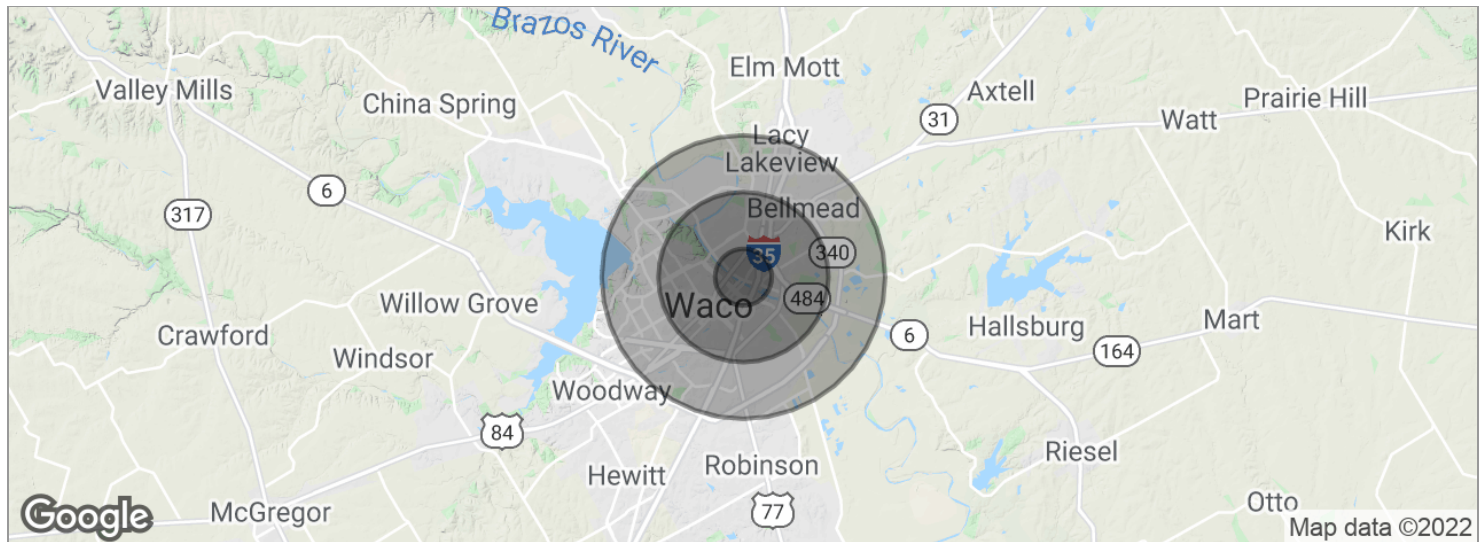 Brazos River
Elm Mott
Valley Mills
China Spring
Axtell
Prairie Hill
31
Watt
Lacy
Lakeview
6
317
Bellmead
Kirk
35
340
484
Willow Grove
Waco
Crawford
6
Hallsburg
Mart
Windsor
164
Woodway
84
Riesel
Hewitt
Robinson
McGregor
77
Otto
Google
Map data ©2022